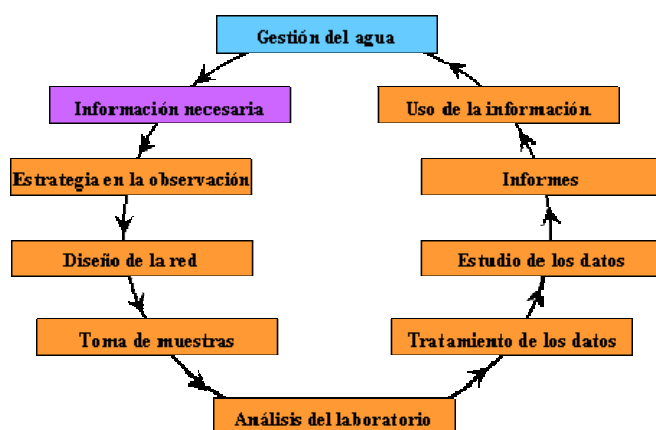 Gestión del agua
Información necesaria
Uso de la información
Estrategia en la observación
Informes
Diseño de la red
Estudio de los datos
Toma de muestras
Tratamiento de los datos
Análisis del laboratorio